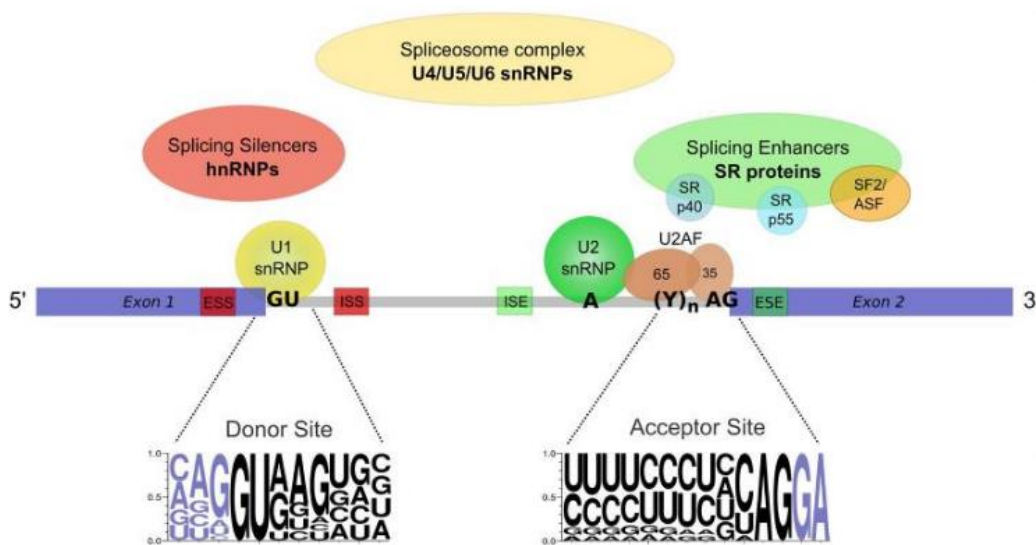 Spliceosome complex
U4/U5/U6 snRNPs
Splicing Silencers
hnRNPs
Splicing Enhancers
SR proteins
SR
p40
SR
p55
SF2/
ASF
U1
snRNP
U2
snRNP
U2AF
65
35
5'
Exon 1
ESS
GU
ISS
ISE
A
(Y)n
AG
ESE
Exon 2
3
Donor Site
Acceptor Site
1.0
0.5
0.0
CAGGUAAGUGC
1.0
0.5
0.0
UUUUCCCUCCAGGA